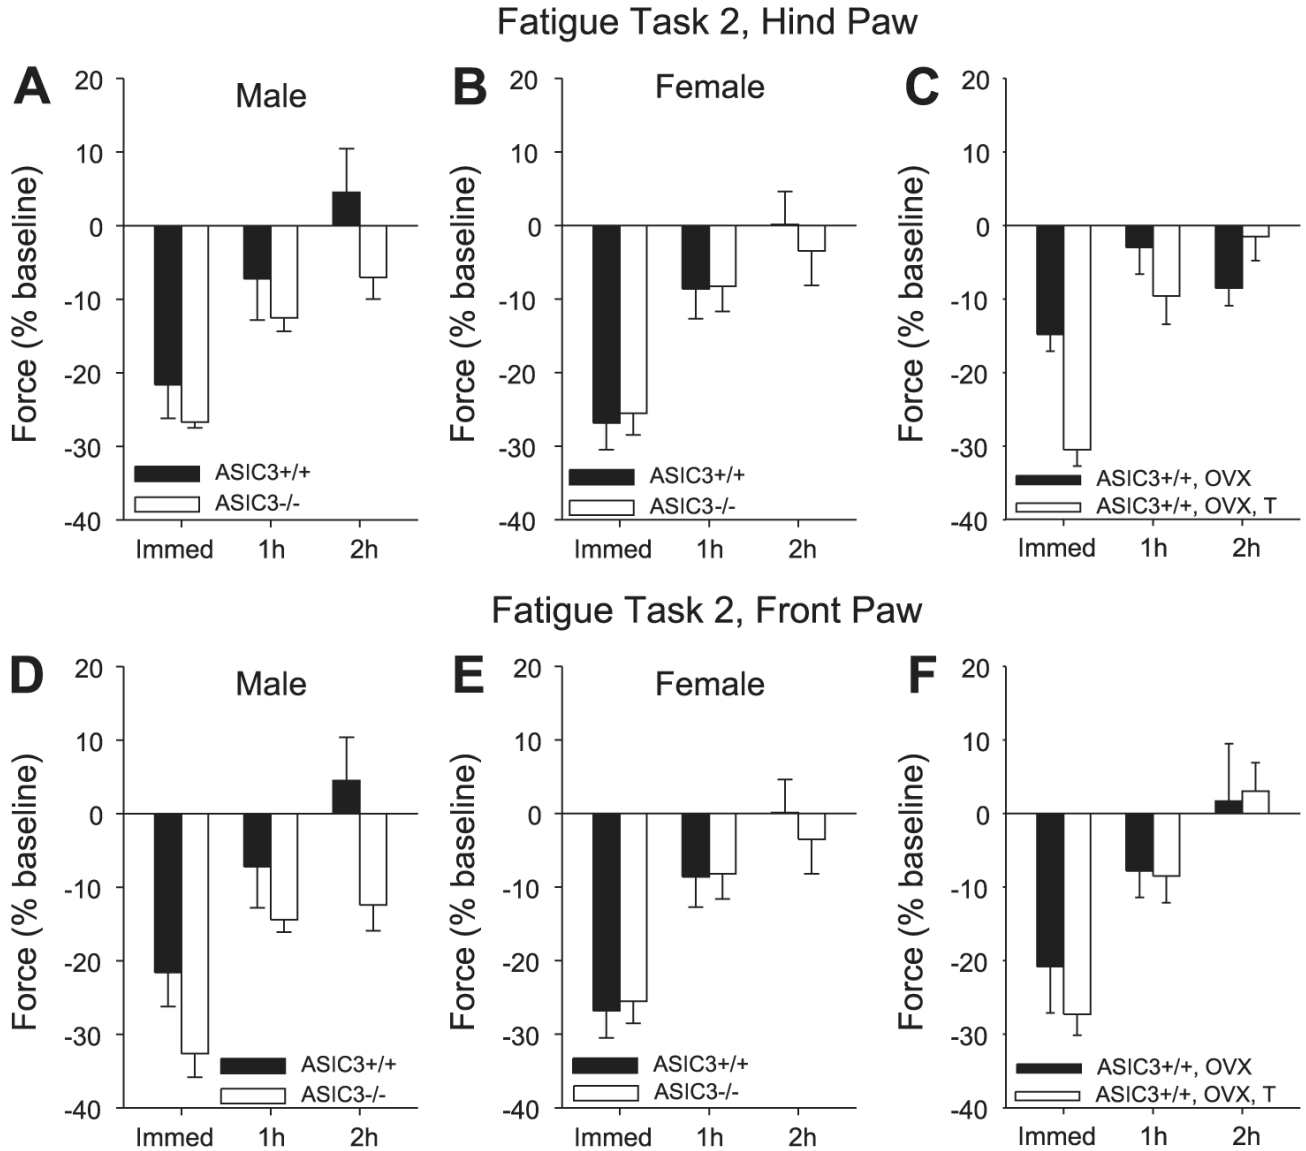 Fatigue Task 2, Hind Paw
A
Male
Force (% baseline)
20
10
0
-10
-20
-30
-40
ASIC3+/+
ASIC3-/-
Immed 1h 2h
B
Female
Force (% baseline)
20
10
0
-10
-20
-30
-40
ASIC3+/+
ASIC3-/-
Immed 1h 2h
C
Force (% baseline)
20
10
0
-10
-20
-30
-40
ASIC3+/+, OVX
ASIC3+/+, OVX, T
Immed 1h 2h
Fatigue Task 2, Front Paw
D
Male
Force (% baseline)
20
10
0
-10
-20
-30
-40
ASIC3+/+
ASIC3-/-
Immed 1h 2h
E
Female
Force (% baseline)
20
10
0
-10
-20
-30
-40
ASIC3+/+
ASIC3-/-
Immed 1h 2h
F
Force (% baseline)
20
10
0
-10
-20
-30
-40
ASIC3+/+, OVX
ASIC3+/+, OVX, T
Immed 1h 2h